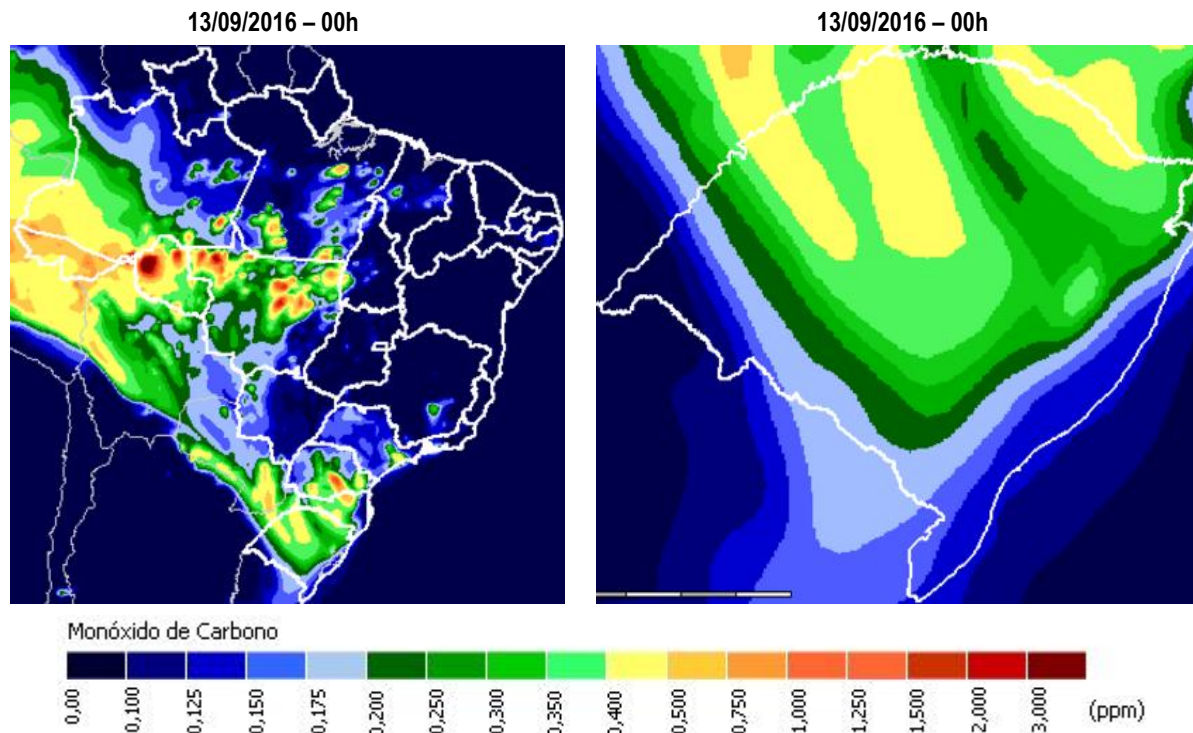 13/09/2016 – 00h
13/09/2016 – 00h
Monóxido de Carbono
0,00 0,100 0,125 0,150 0,175 0,200 0,250 0,300 0,350 0,400 0,500 0,750 1,000 1,250 1,500 2,000 3,000 (ppm)